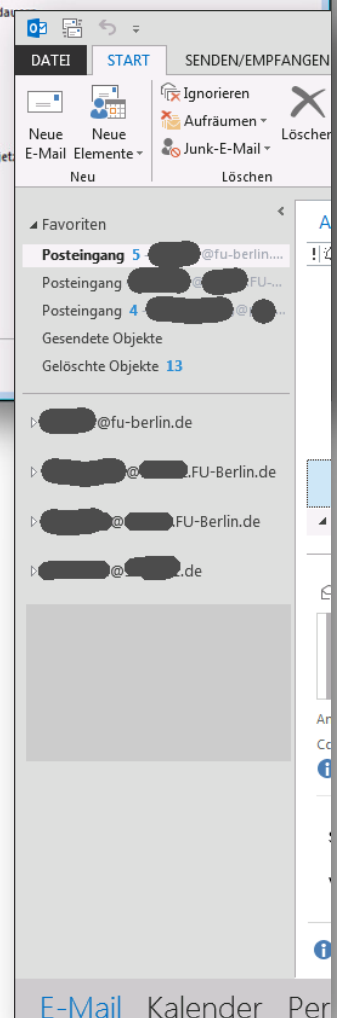 dauern
DATEI START SENDEN/EMPFANGEN
Neue E-Mail
Neue Elemente
Ignorieren
Aufräumen
Junk-E-Mail
Löschen
Neu Löschen
Favoriten
Posteingang 5 - @fu-berlin....
Posteingang @ .FU-...
Posteingang 4 - @ ...
Gesendete Objekte
Gelöschte Objekte 13
@fu-berlin.de
@ .FU-Berlin.de
@ .FU-Berlin.de
@ .de
E-Mail Kalender Per